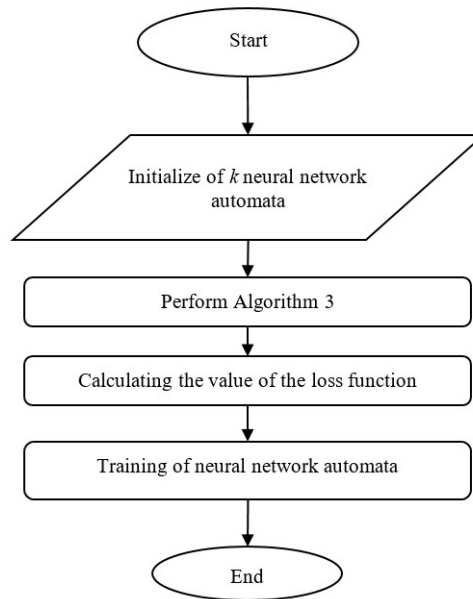 Start
Initialize of k neural network
automata
Perform Algorithm 3
Calculating the value of the loss function
Training of neural network automata
End